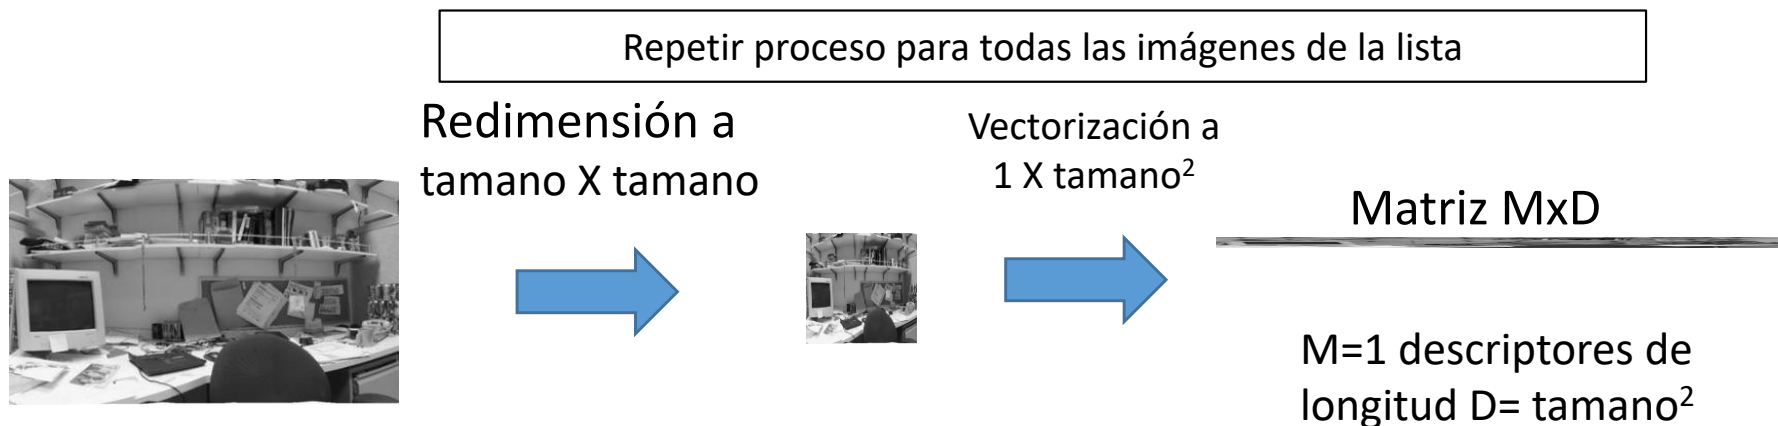 Repetir proceso para todas las imágenes de la lista
Redimensión a
tamano X tamano
Vectorización a
1 X tamano²
Matriz MxD
M=1 descriptores de
longitud D= tamano²